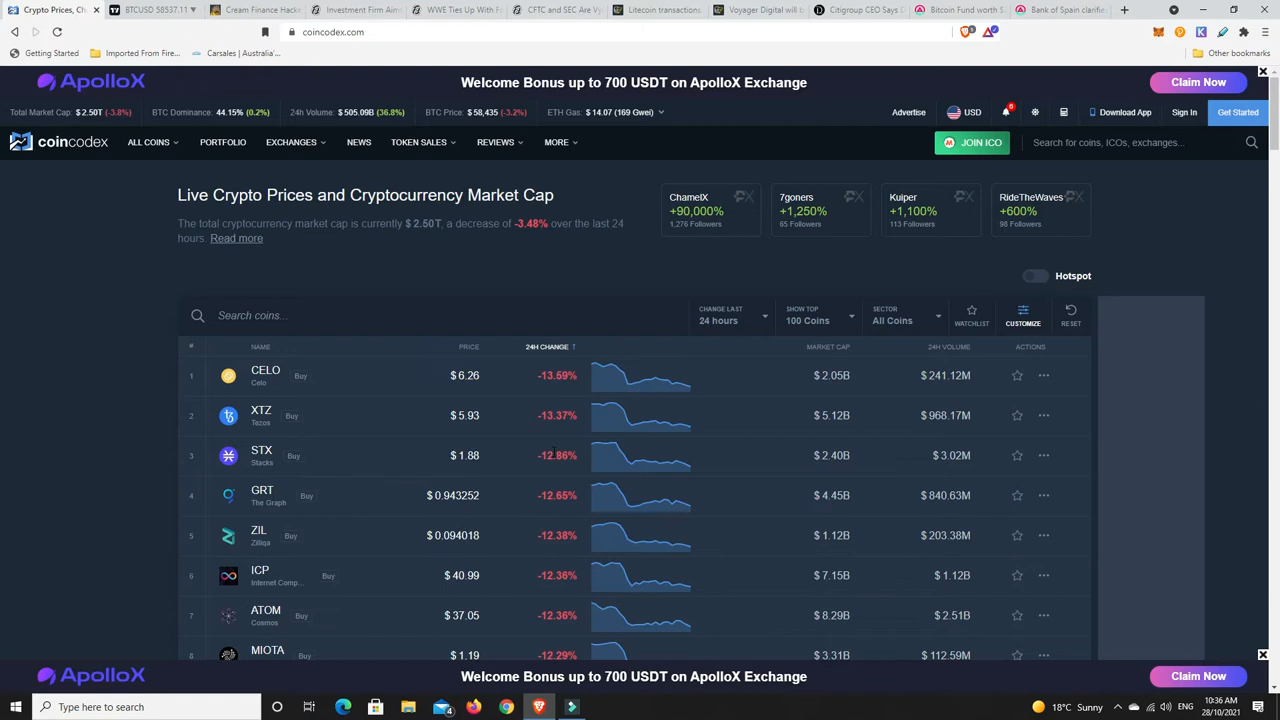 Crypto Prices, Ch
BTCUSD 58537.11
Cream Finance Hacke
Investment Firm Aims
WWE Ties Up With F
CFTC and SEC Are Vy
Litecoin transactions
Voyager Digital will b
Citigroup CEO Says D
Bitcoin Fund worth $
Bank of Spain clarifie
coincodex.com
Getting Started
Imported From Fire...
Carsales | Australia'...
Other bookmarks
ApolloX
Welcome Bonus up to 700 USDT on ApolloX Exchange
Claim Now
Total Market Cap: $ 2.50T (-3.8%)
BTC Dominance: 44.15% (0.2%)
24h Volume: $ 505.09B (36.8%)
BTC Price: $ 58,435 (-3.2%)
ETH Gas: $ 14.07 (169 Gwei)
Advertise
USD
6
Download App
Sign In
Get Started
coincodex
ALL COINS
PORTFOLIO
EXCHANGES
NEWS
TOKEN SALES
REVIEWS
MORE
JOIN ICO
Search for coins, ICOs, exchanges...
Live Crypto Prices and Cryptocurrency Market Cap
The total cryptocurrency market cap is currently $ 2.50T, a decrease of -3.48% over the last 24
hours. Read more
ChamelX
+90,000%
1,276 Followers
7goners
+1,250%
65 Followers
Kuiper
+1,100%
113 Followers
RideTheWaves
+600%
98 Followers
Hotspot
Search coins...
CHANGE LAST
24 hours
SHOW TOP
100 Coins
SECTOR
All Coins
WATCHLIST
CUSTOMIZE
RESET
# NAME PRICE 24H CHANGE ↑ MARKET CAP 24H VOLUME ACTIONS
1 CELO Buy $ 6.26 -13.59% $ 2.05B $ 241.12M
Celo
2 XTZ Buy $ 5.93 -13.37% $ 5.12B $ 968.17M
Tezos
3 STX Buy $ 1.88 -12.86% $ 2.40B $ 3.02M
Stacks
4 GRT Buy $ 0.943252 -12.65% $ 4.45B $ 840.63M
The Graph
5 ZIL Buy $ 0.094018 -12.38% $ 1.12B $ 203.38M
Zilliqa
6 ICP Buy $ 40.99 -12.36% $ 7.15B $ 1.12B
Internet Comp...
7 ATOM Buy $ 37.05 -12.36% $ 8.29B $ 2.51B
Cosmos
8 MIOTA $ 1.19 -12.29% $ 3.31B $ 112.59M
ApolloX
Welcome Bonus up to 700 USDT on ApolloX Exchange
Claim Now
Type here to search
4
18°C Sunny
ENG
10:36 AM
28/10/2021